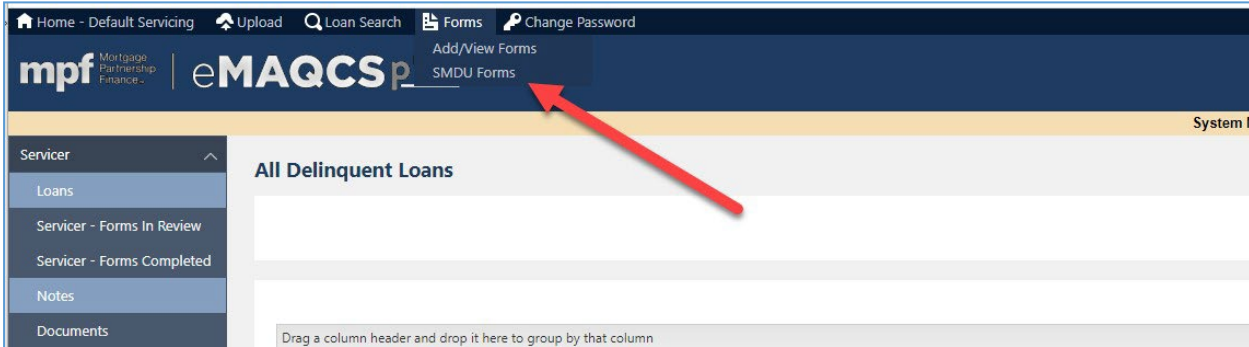 Home - Default Servicing Upload Loan Search Forms Change Password
Add/View Forms
SMDU Forms
mpf Mortgage
Partnership
Finance
eMAQCS
System
Servicer
Loans
Servicer - Forms In Review
Servicer - Forms Completed
Notes
Documents
All Delinquent Loans
Drag a column header and drop it here to group by that column